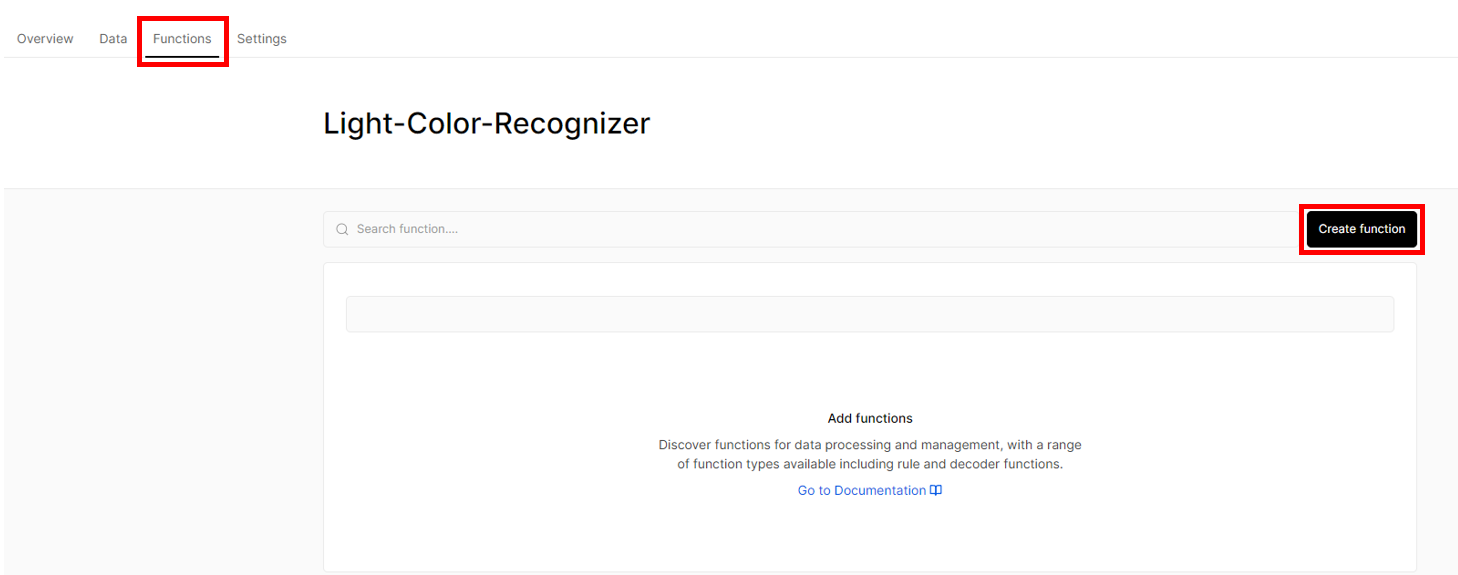 Overview Data Functions Settings
Light-Color-Recognizer
Search function....
Create function
Add functions
Discover functions for data processing and management, with a range
of function types available including rule and decoder functions.
Go to Documentation